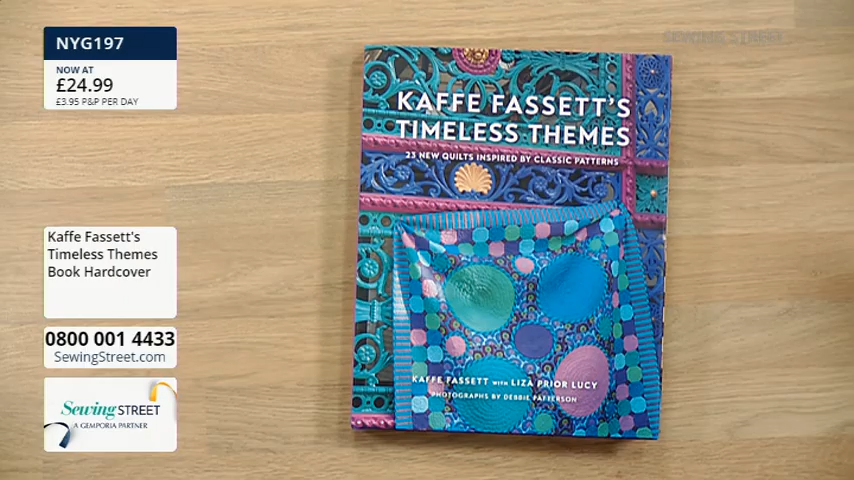 NYG197
NOW AT
£24.99
£3.95 P&P PER DAY
Kaffe Fassett's
Timeless Themes
Book Hardcover
0800 001 4433
SewingStreet.com
Sewing STREET
A GEMPORIA PARTNER
SEWING STREET
KAFFE FASSETT'S
TIMELESS THEMES
23 NEW QUILTS INSPIRED BY CLASSIC PATTERNS
KAFFE FASSETT WITH LIZA PRIOR LUCY
PHOTOGRAPHS BY DEBBIE PATTERSON